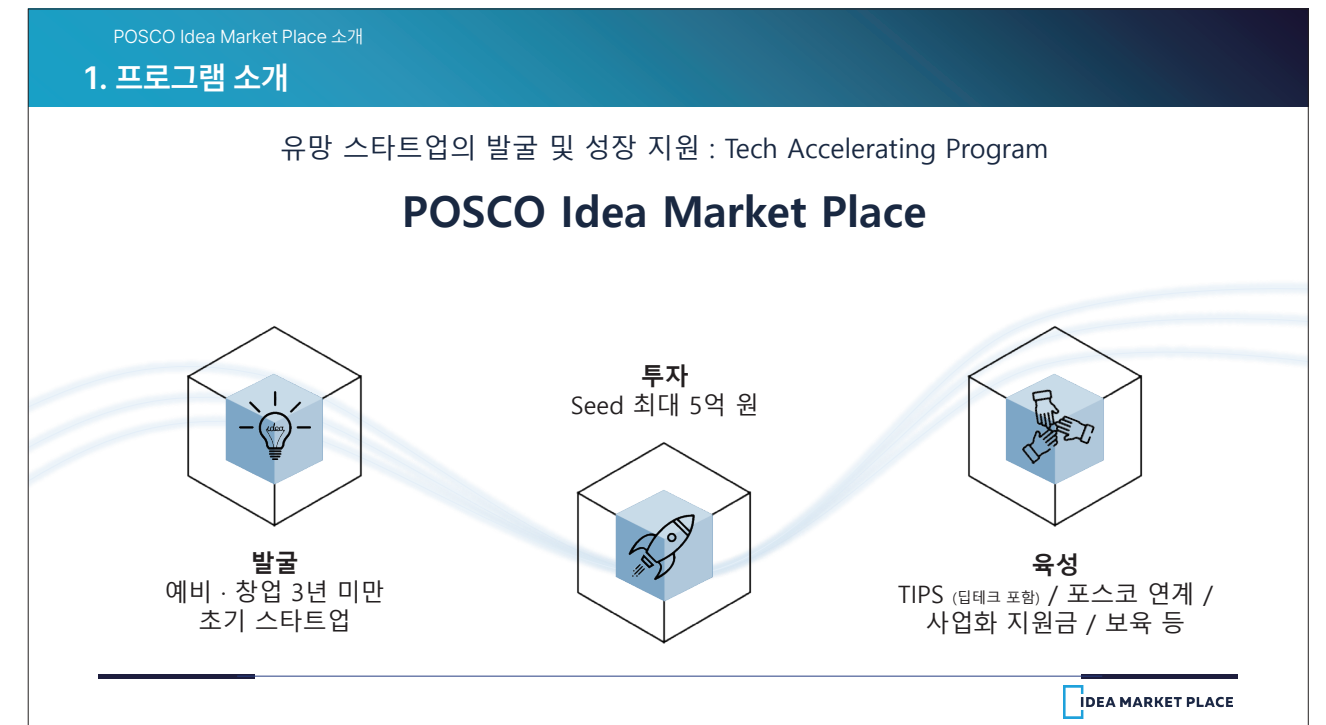 POSCO Idea Market Place 소개
1. 프로그램 소개
유망 스타트업의 발굴 및 성장 지원 : Tech Accelerating Program
POSCO Idea Market Place
idea
발굴
예비 · 창업 3년 미만
초기 스타트업
투자
Seed 최대 5억 원
육성
TIPS (딥테크 포함) / 포스코 연계 /
사업화 지원금 / 보육 등
IDEA MARKET PLACE